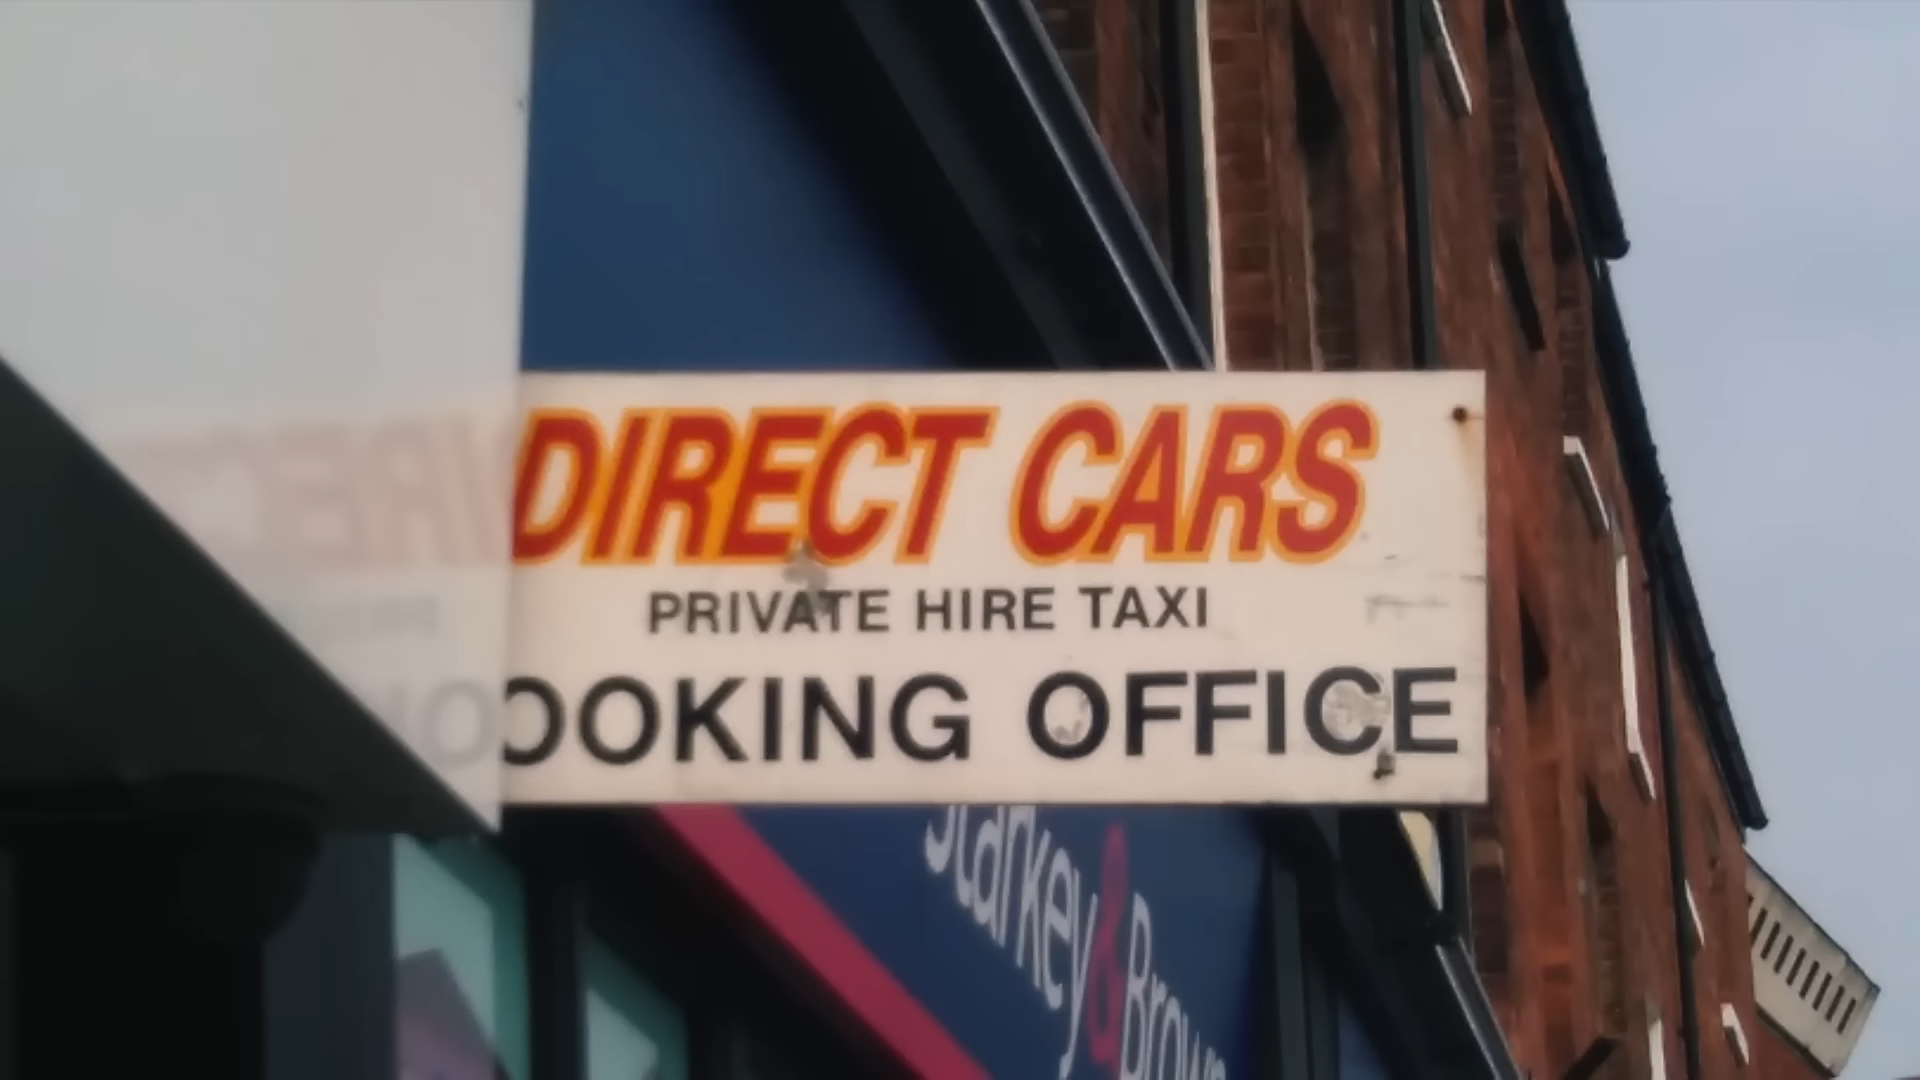 DIRECT CARS
PRIVATE HIRE TAXI
OOKING OFFICE
Starkey & Brown